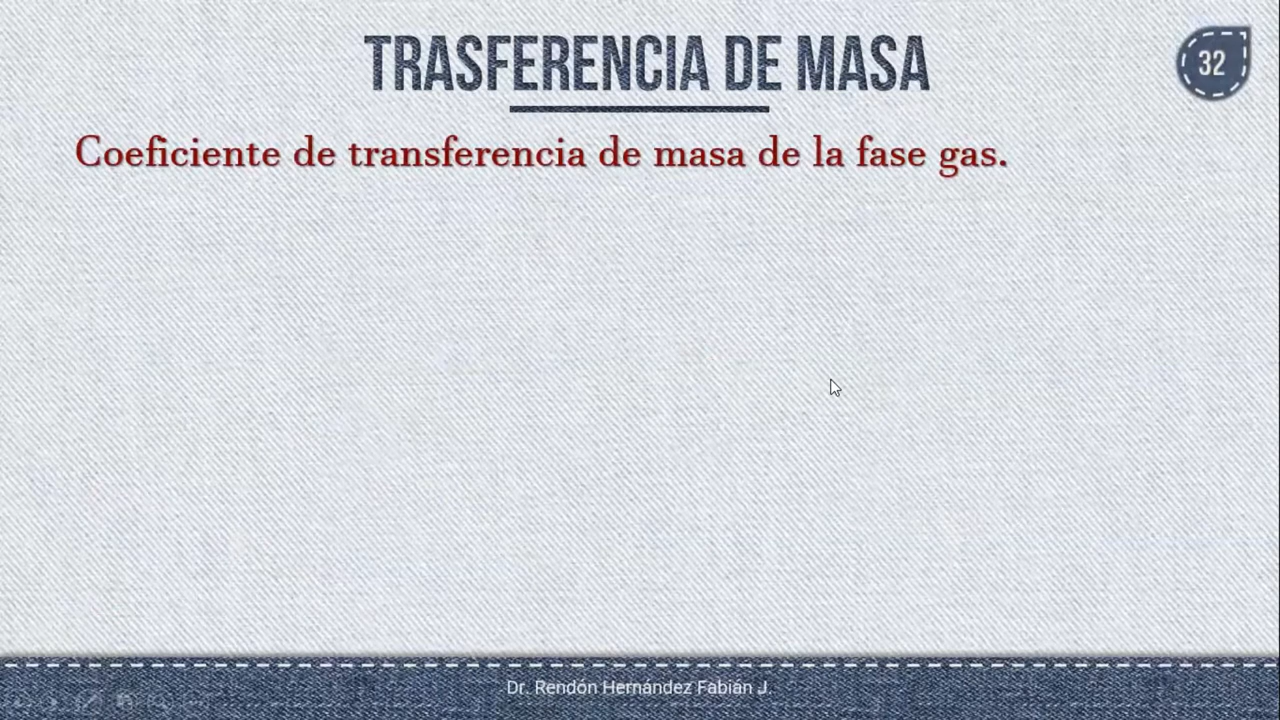 TRASFERENCIA DE MASA
32
Coeficiente de transferencia de masa de la fase gas.
Dr. Rendón Hernández Fabián J.